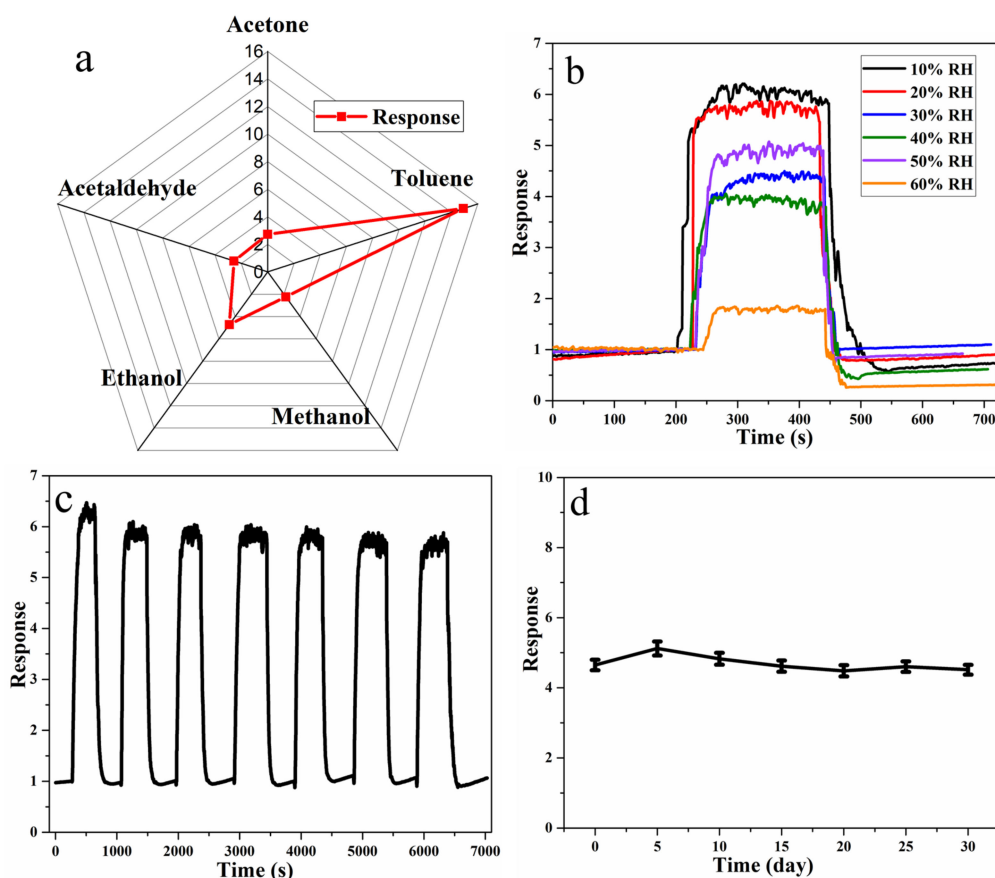 a
Acetone
16
14
12
10
8
6
4
2
0
Response
Toluene
Acetaldehyde
Ethanol
Methanol
b
7
6
5
4
3
2
1
0
Response
10% RH
20% RH
30% RH
40% RH
50% RH
60% RH
0 100 200 300 400 500 600 700
Time (s)
c
7
6
5
4
3
2
1
0
Response
0 1000 2000 3000 4000 5000 6000 7000
Time (s)
d
10
8
6
4
2
0
Response
0 5 10 15 20 25 30
Time (day)